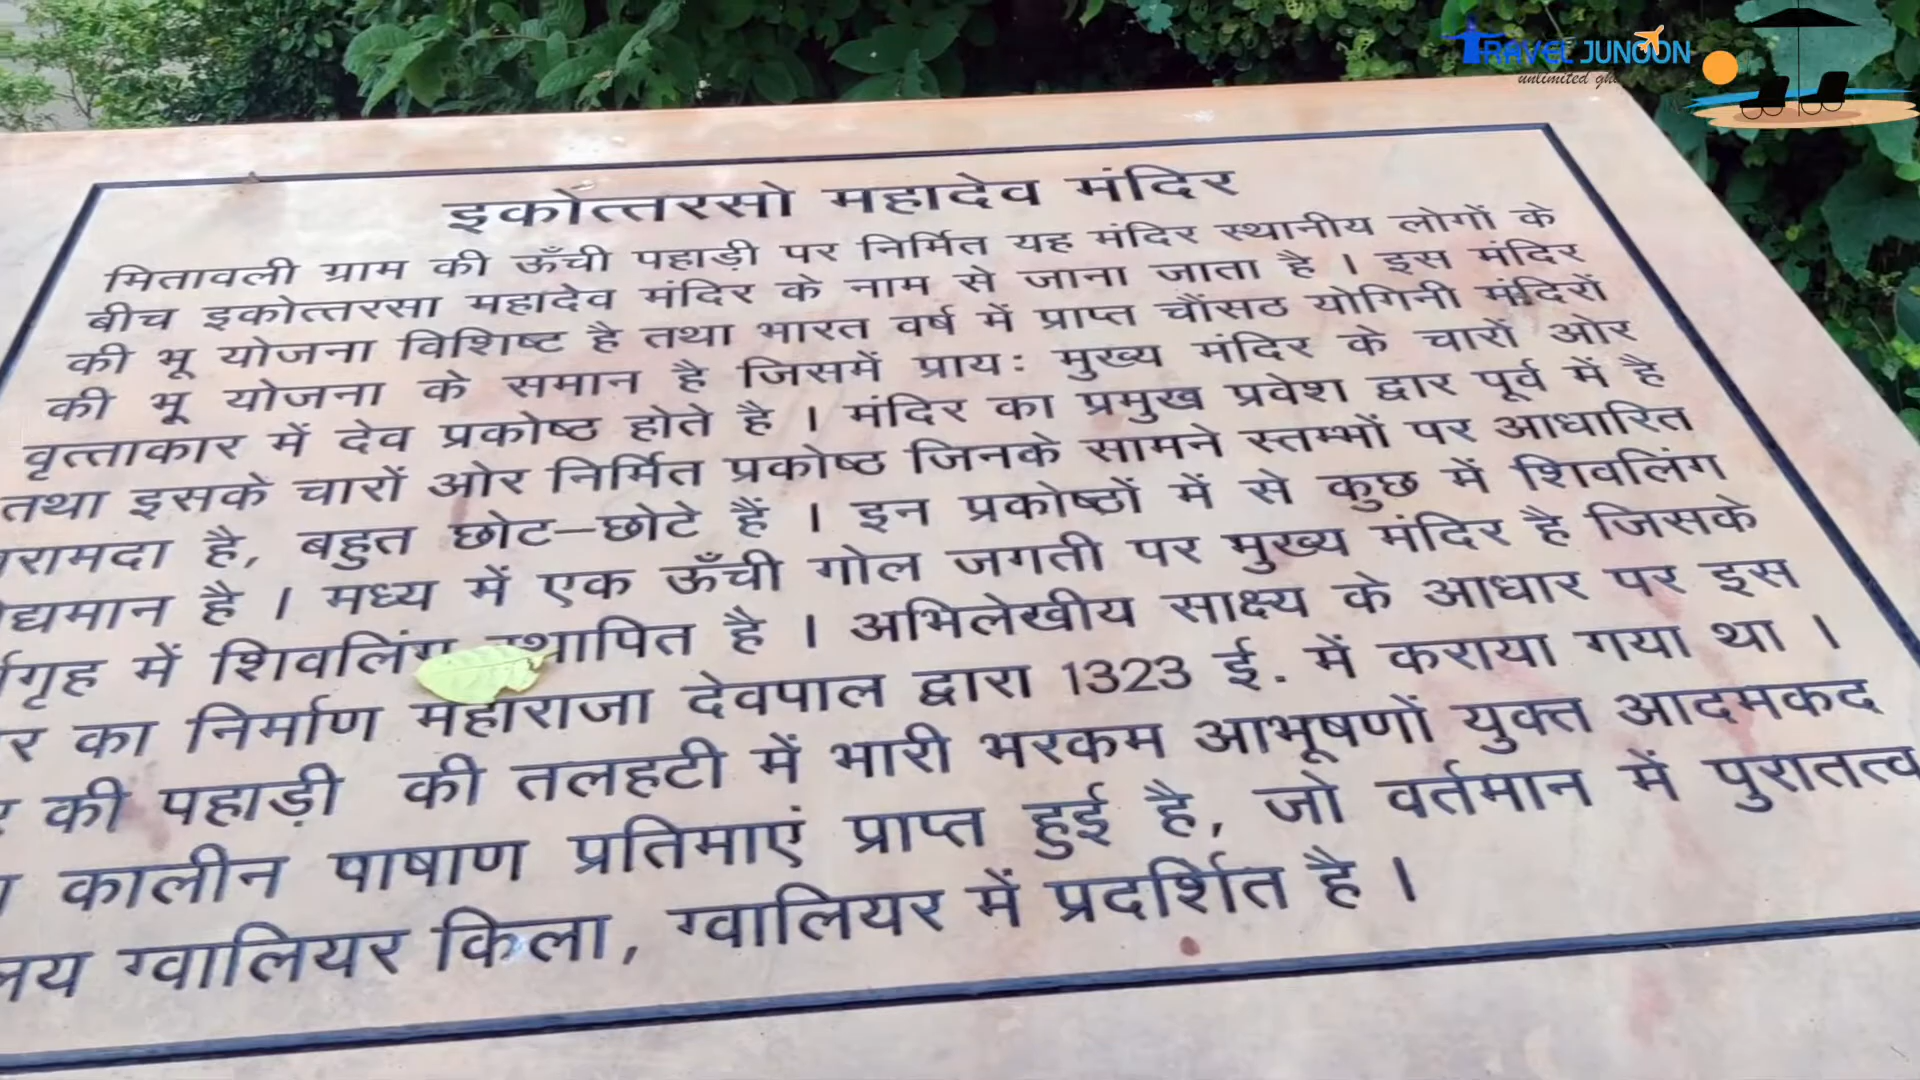 TRAVEL JUNOON
unlimited
इकोत्तरसो महादेव मंदिर
मितावली ग्राम की ऊँची पहाड़ी पर निर्मित यह मंदिर स्थानीय लोगों के
बीच इकोत्तरसा महादेव मंदिर के नाम से जाना जाता है । इस मंदिर
की भू योजना विशिष्ट है तथा भारत वर्ष में प्राप्त चौंसठ योगिनी मंदिरों
की भू योजना के समान है जिसमें प्रायः मुख्य मंदिर के चारों ओर
वृत्ताकार में देव प्रकोष्ठ होते है । मंदिर का प्रमुख प्रवेश द्वार पूर्व में है
तथा इसके चारों ओर निर्मित प्रकोष्ठ जिनके सामने स्तम्भों पर आधारित
रामदा है, बहुत छोट–छोटे हैं । इन प्रकोष्ठों में से कुछ में शिवलिंग
द्यमान है । मध्य में एक ऊँची गोल जगती पर मुख्य मंदिर है जिसके
गृह में शिवलिंग स्थापित है । अभिलेखीय साक्ष्य के आधार पर इस
र का निर्माण महाराजा देवपाल द्वारा 1323 ई. में कराया गया था ।
की पहाड़ी की तलहटी में भारी भरकम आभूषणों युक्त आदमकद
कालीन पाषाण प्रतिमाएं प्राप्त हुई है, जो वर्तमान में पुरातत्व
लय ग्वालियर किला, ग्वालियर में प्रदर्शित है ।